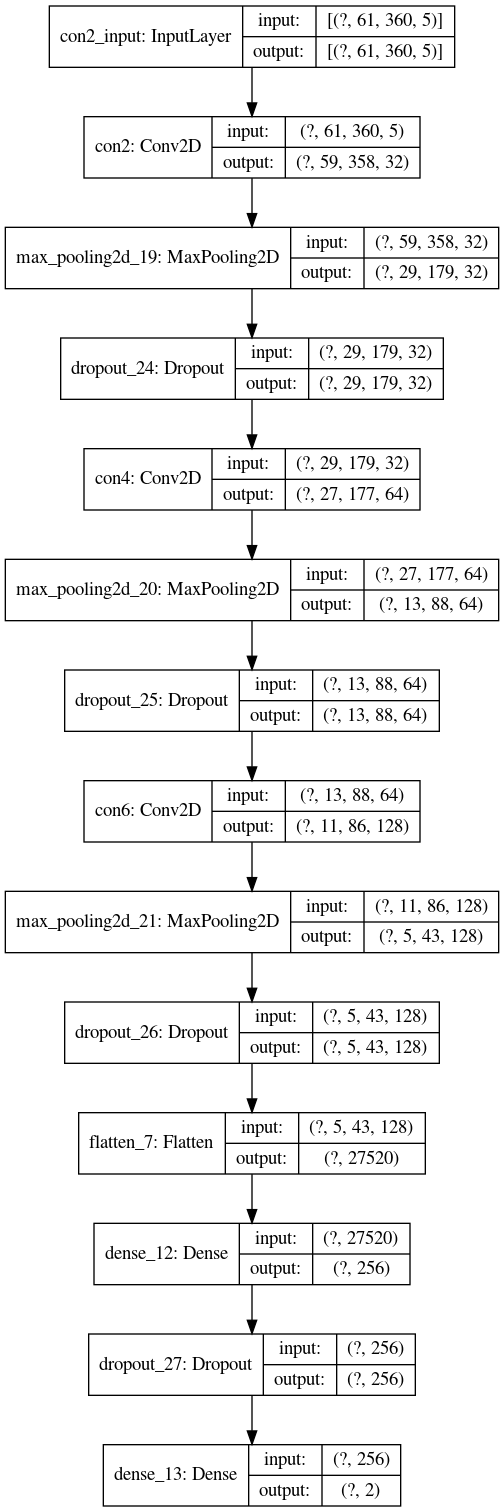 con2_input: InputLayer
input: [(?, 61, 360, 5)]
output: [(?, 61, 360, 5)]
con2: Conv2D
input: (?, 61, 360, 5)
output: (?, 59, 358, 32)
max_pooling2d_19: MaxPooling2D
input: (?, 59, 358, 32)
output: (?, 29, 179, 32)
dropout_24: Dropout
input: (?, 29, 179, 32)
output: (?, 29, 179, 32)
con4: Conv2D
input: (?, 29, 179, 32)
output: (?, 27, 177, 64)
max_pooling2d_20: MaxPooling2D
input: (?, 27, 177, 64)
output: (?, 13, 88, 64)
dropout_25: Dropout
input: (?, 13, 88, 64)
output: (?, 13, 88, 64)
con6: Conv2D
input: (?, 13, 88, 64)
output: (?, 11, 86, 128)
max_pooling2d_21: MaxPooling2D
input: (?, 11, 86, 128)
output: (?, 5, 43, 128)
dropout_26: Dropout
input: (?, 5, 43, 128)
output: (?, 5, 43, 128)
flatten_7: Flatten
input: (?, 5, 43, 128)
output: (?, 27520)
dense_12: Dense
input: (?, 27520)
output: (?, 256)
dropout_27: Dropout
input: (?, 256)
output: (?, 256)
dense_13: Dense
input: (?, 256)
output: (?, 2)